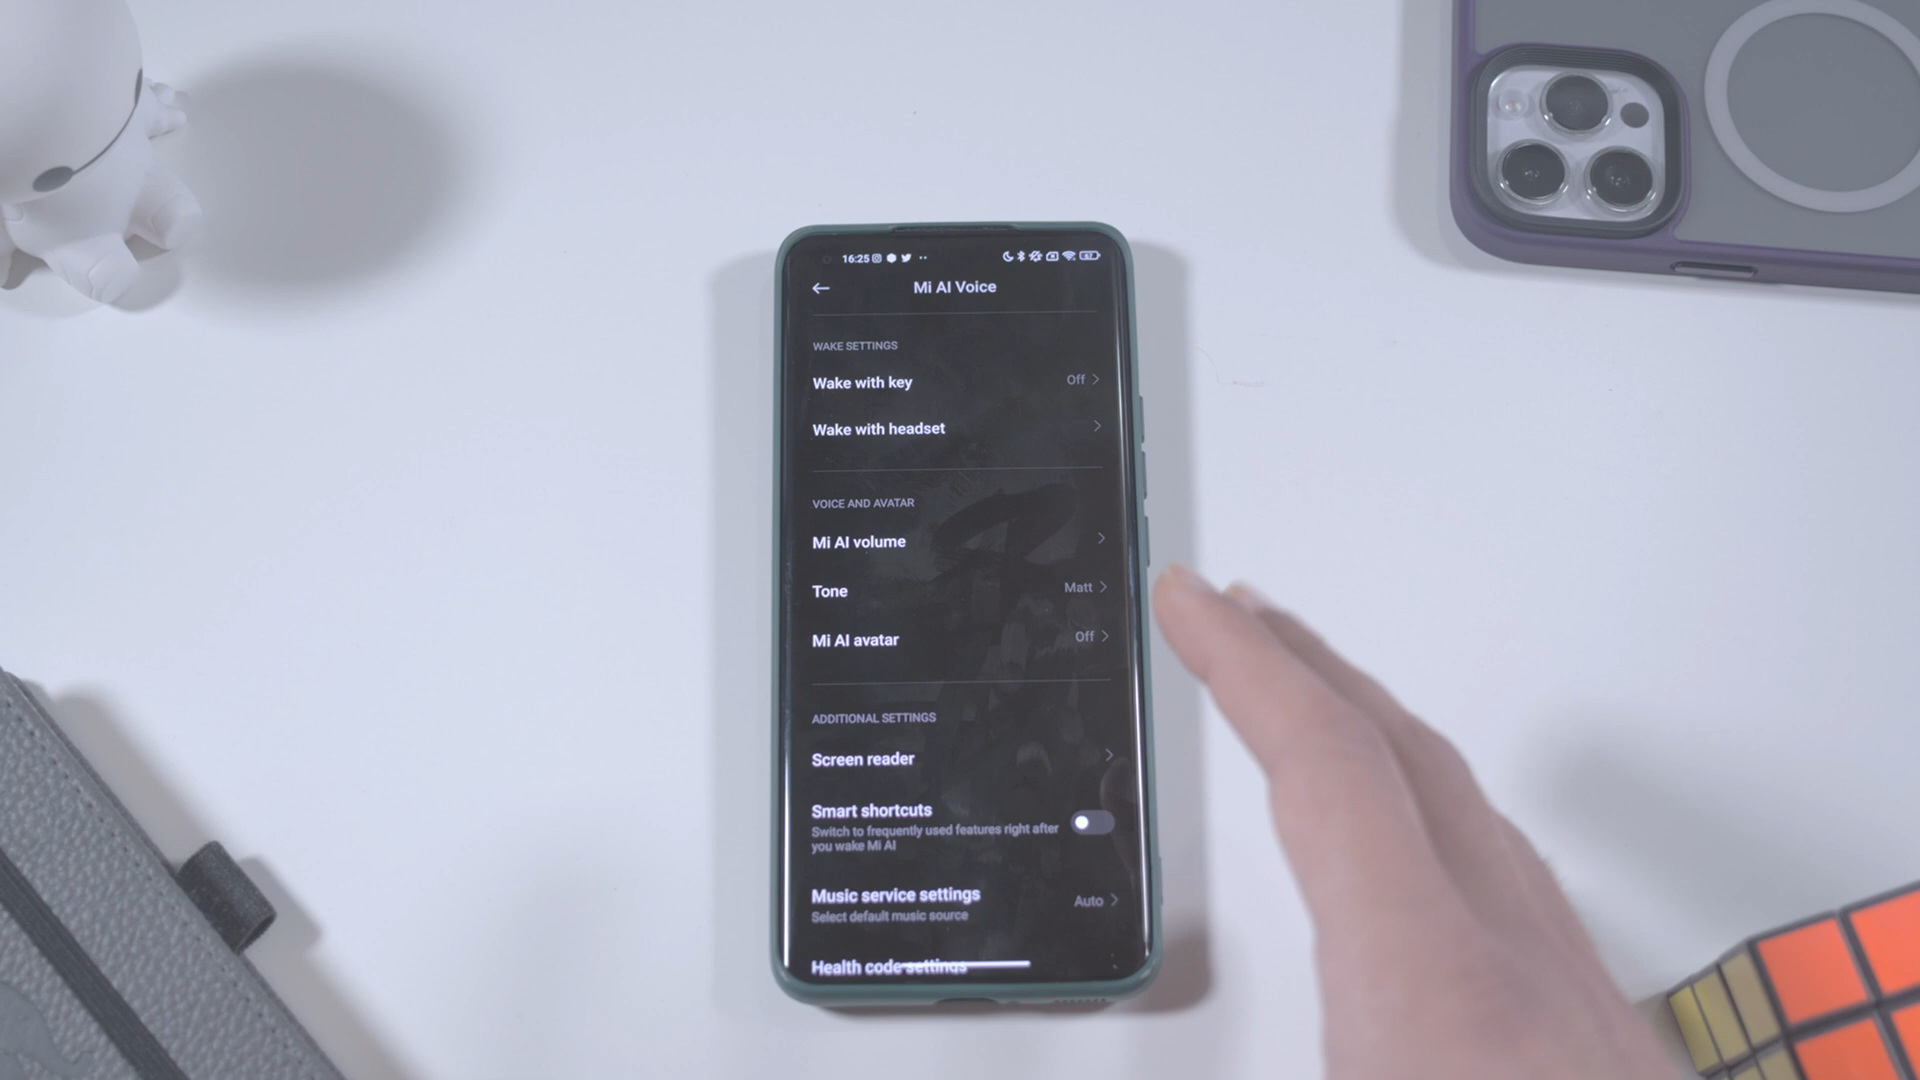 16:25
67
Mi AI Voice
WAKE SETTINGS
Wake with key
Off
Wake with headset
VOICE AND AVATAR
Mi AI volume
Tone
Matt
Mi AI avatar
Off
ADDITIONAL SETTINGS
Screen reader
Smart shortcuts
Switch to frequently used features right after
you wake Mi AI
Music service settings
Auto
Select default music source
Health code settings